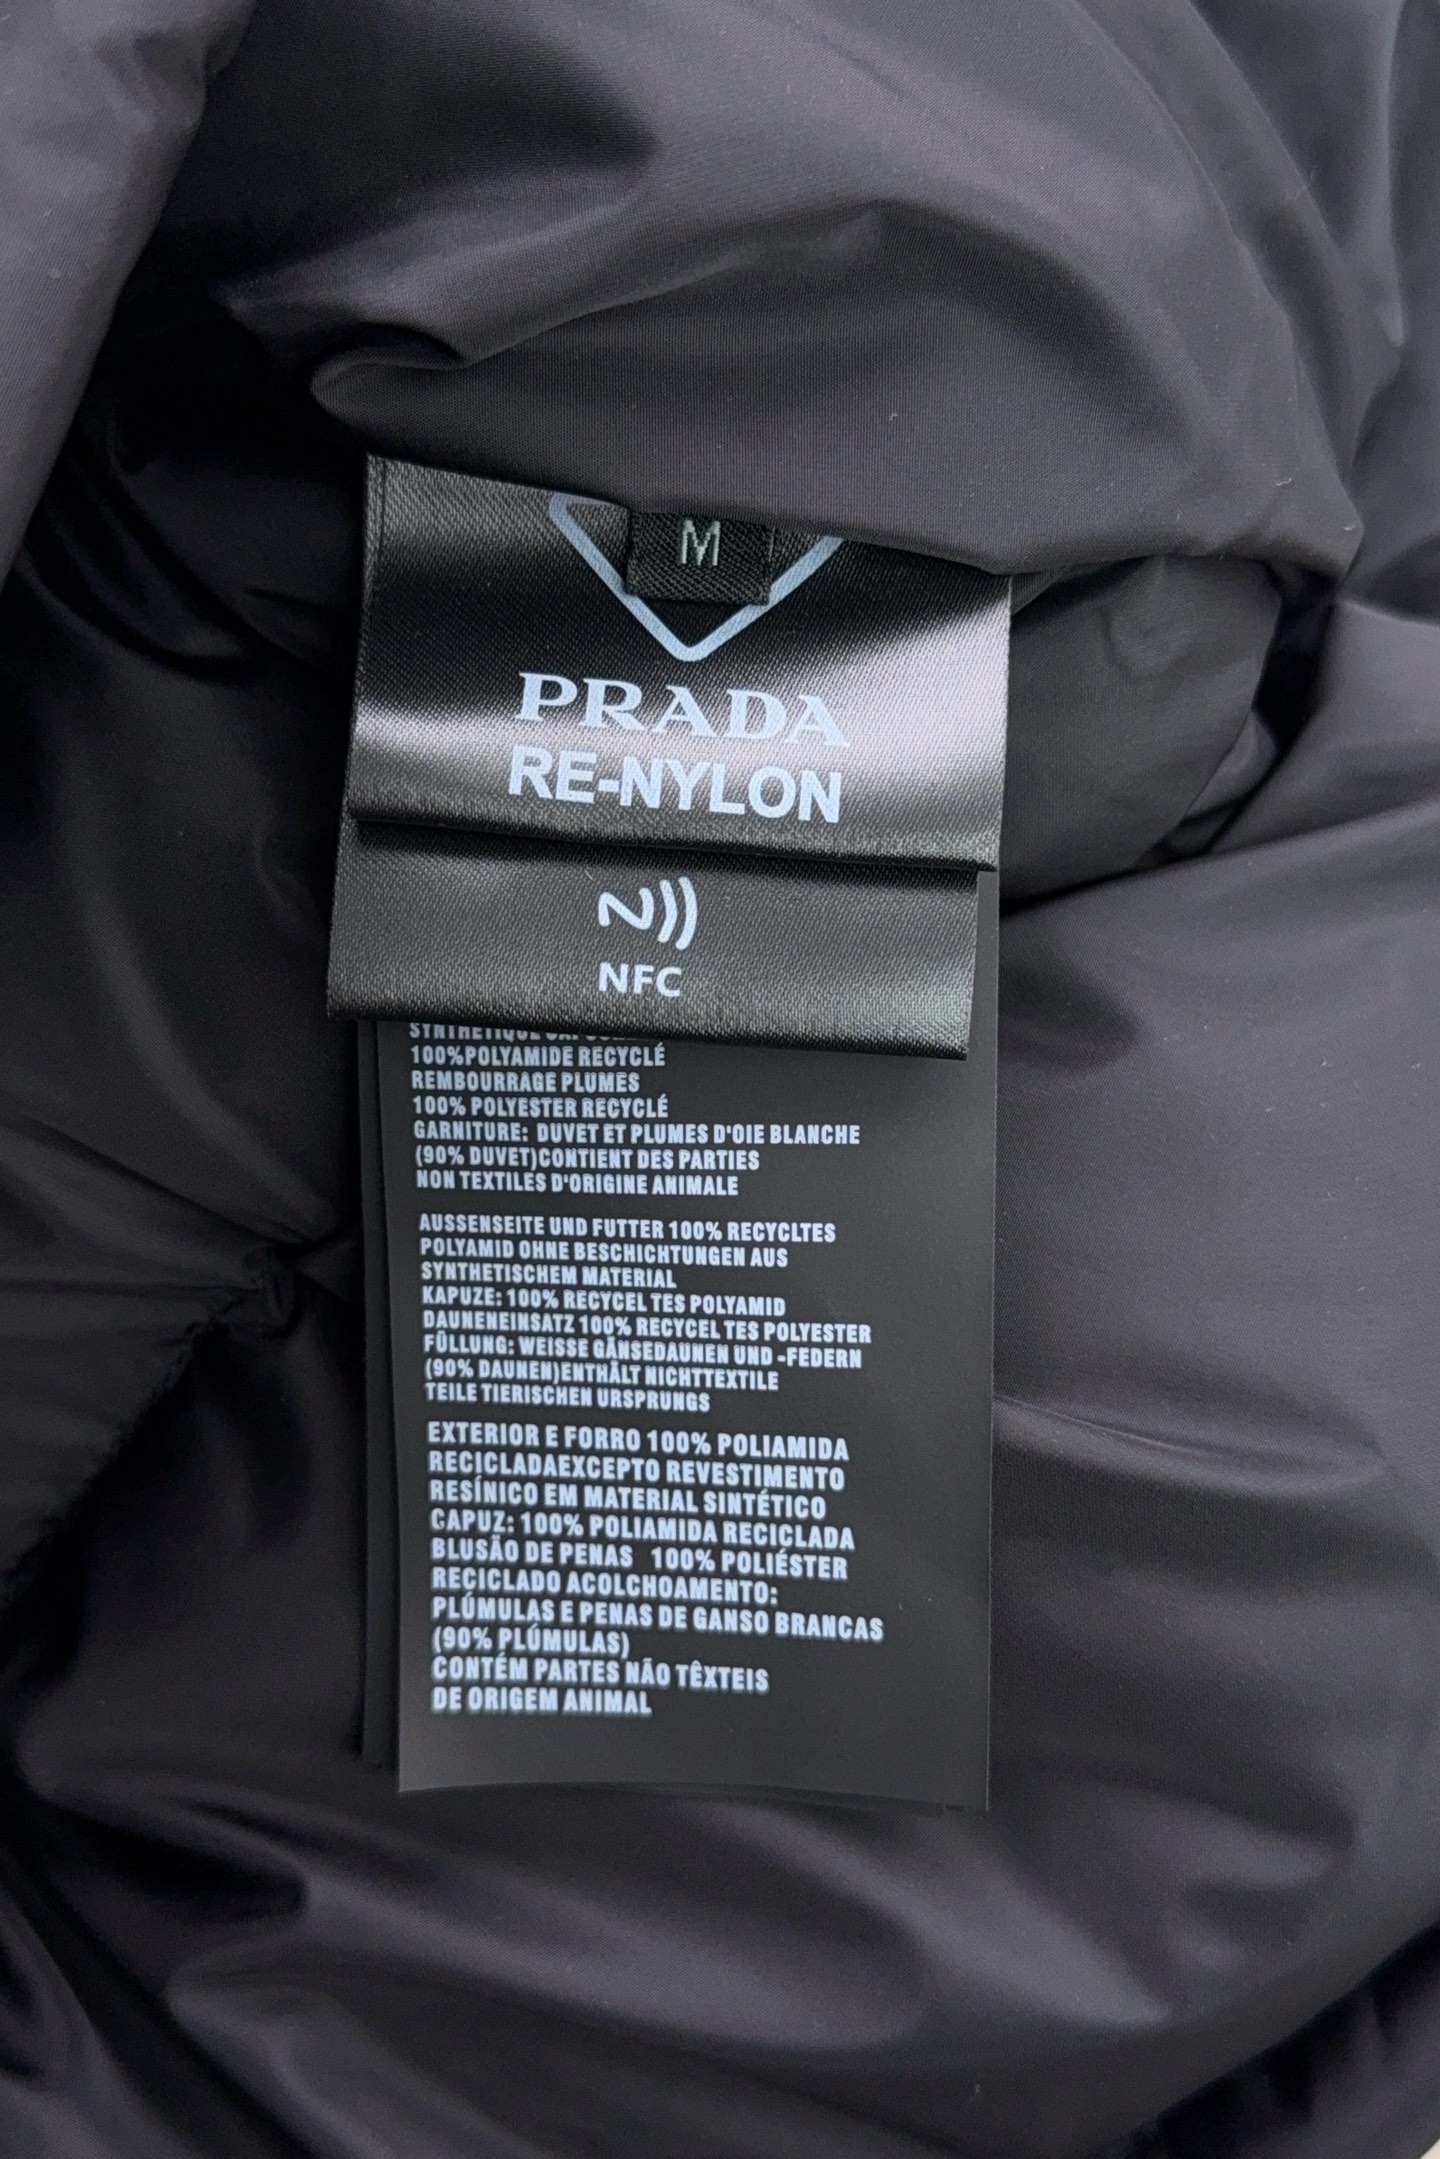 M
PRADA
RE-NYLON
NFC
SYNTHÉTIQUE
100%POLYAMIDE RECYCLÉ
REMBOURRAGE PLUMES
100% POLYESTER RECYCLÉ
GARNITURE: DUVET ET PLUMES D'OIE BLANCHE
(90% DUVET)CONTIENT DES PARTIES
NON TEXTILES D'ORIGINE ANIMALE
AUSSENSEITE UND FUTTER 100% RECYCLTES
POLYAMID OHNE BESCHICHTUNGEN AUS
SYNTHETISCHEM MATERIAL
KAPUZE: 100% RECYCEL TES POLYAMID
DAUNENEINSATZ 100% RECYCEL TES POLYESTER
FÜLLUNG: WEISSE GÄNSEDAUNEN UND -FEDERN
(90% DAUNEN)ENTHÄLT NICHTTEXTILE
TEILE TIERISCHEN URSPRUNGS
EXTERIOR E FORRO 100% POLIAMIDA
RECICLADAEXCEPTO REVESTIMENTO
RESÍNICO EM MATERIAL SINTÉTICO
CAPUZ: 100% POLIAMIDA RECICLADA
BLUSÃO DE PENAS 100% POLIÉSTER
RECICLADO ACOLCHOAMENTO:
PLÚMULAS E PENAS DE GANSO BRANCAS
(90% PLÚMULAS)
CONTÉM PARTES NÃO TÊXTEIS
DE ORIGEM ANIMAL